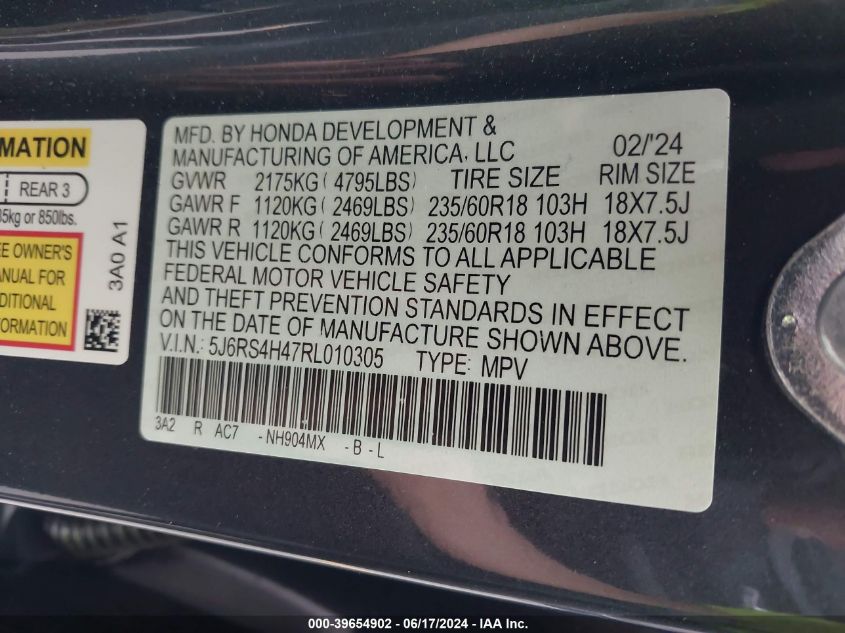 MATION
REAR 3
35kg or 850lbs.
EE OWNER'S
ANUAL FOR
DDITIONAL
FORMATION
3A0 A1
MFD. BY HONDA DEVELOPMENT &
MANUFACTURING OF AMERICA, LLC 02/'24
GVWR 2175KG ( 4795LBS) TIRE SIZE RIM SIZE
GAWR F 1120KG ( 2469LBS) 235/60R18 103H 18X7.5J
GAWR R 1120KG ( 2469LBS) 235/60R18 103H 18X7.5J
THIS VEHICLE CONFORMS TO ALL APPLICABLE
FEDERAL MOTOR VEHICLE SAFETY
AND THEFT PREVENTION STANDARDS IN EFFECT
ON THE DATE OF MANUFACTURE SHOWN ABOVE.
V.I.N.: 5J6RS4H47RL010305 TYPE: MPV
3A2 R AC7 -NH904MX -B-L
000-39654902 - 06/17/2024 - IAA Inc.